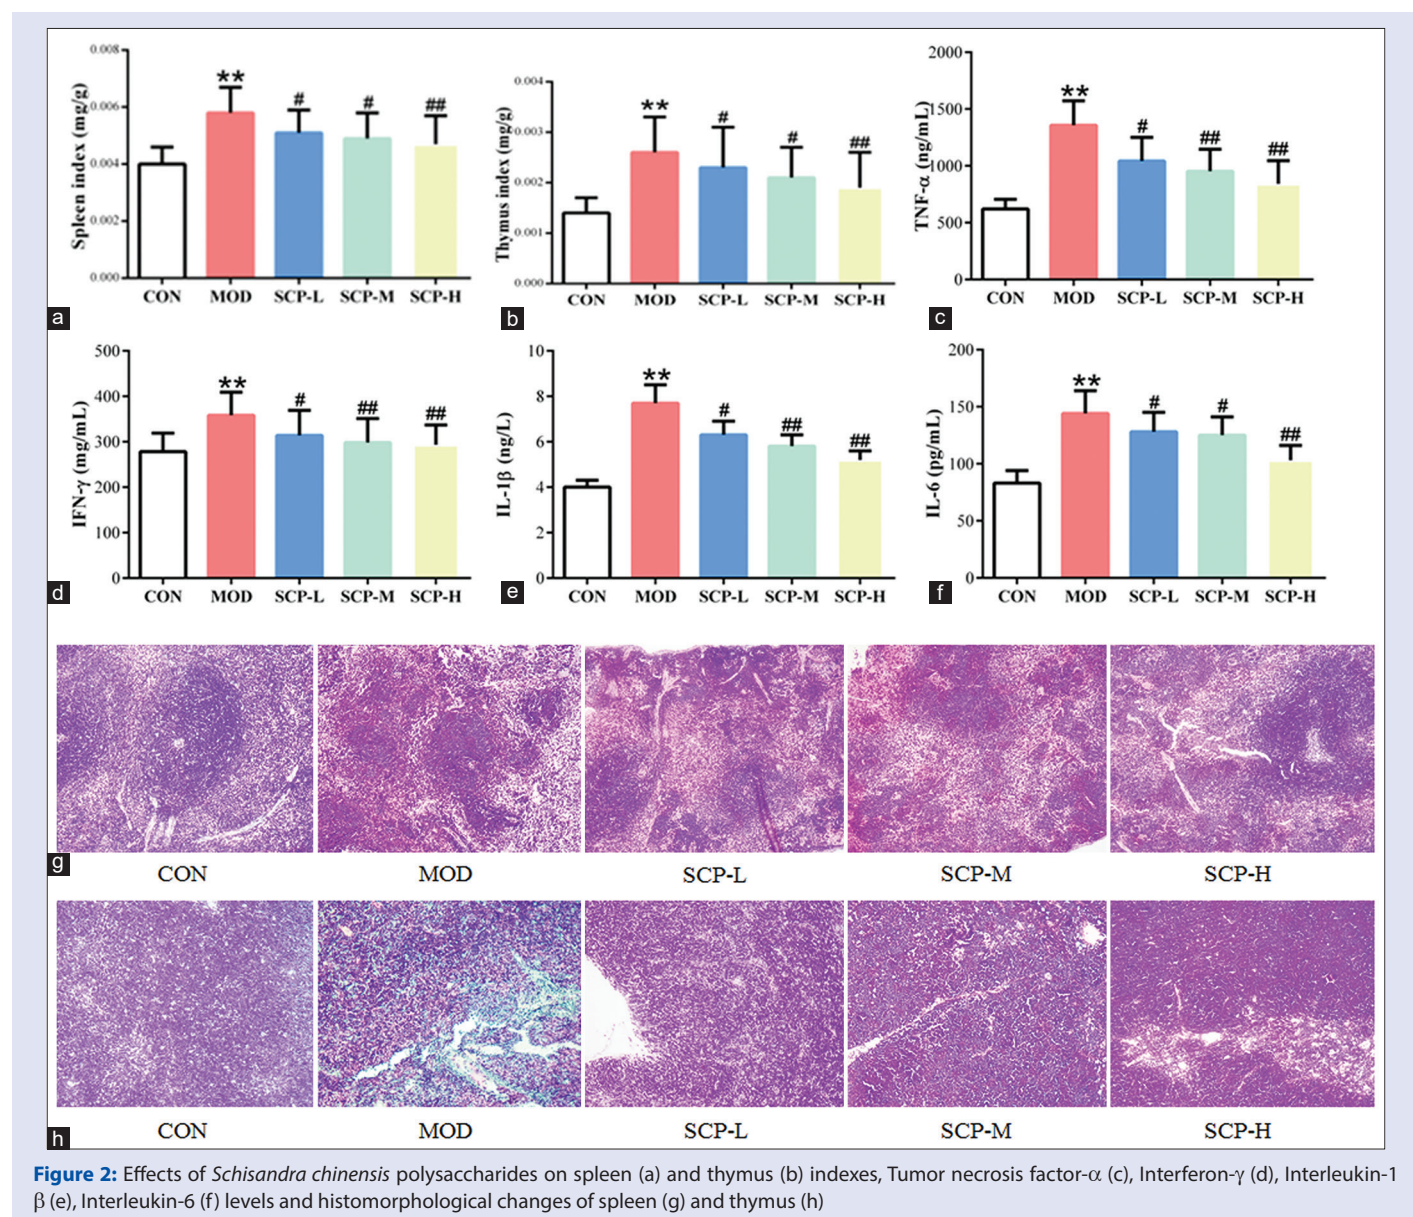 0.008
0.006
0.004
0.002
0.000
Spleen index (mg/g)
**
#
#
##
CON MOD SCP-L SCP-M SCP-H
a
0.004
0.003
0.002
0.001
0.000
Thymus index (mg/g)
**
#
#
##
CON MOD SCP-L SCP-M SCP-H
b
2000
1500
1000
500
0
TNF-α (ng/mL)
**
#
##
##
CON MOD SCP-L SCP-M SCP-H
c
500
400
300
200
100
0
IFN-γ (mg/mL)
**
#
##
##
CON MOD SCP-L SCP-M SCP-H
d
10
8
6
4
2
0
IL-1β (ng/L)
**
#
##
##
CON MOD SCP-L SCP-M SCP-H
e
200
150
100
50
0
IL-6 (pg/mL)
**
#
#
##
CON MOD SCP-L SCP-M SCP-H
f
g
CON MOD SCP-L SCP-M SCP-H
h
CON MOD SCP-L SCP-M SCP-H
Figure 2: Effects of Schisandra chinensis polysaccharides on spleen (a) and thymus (b) indexes, Tumor necrosis factor-α (c), Interferon-γ (d), Interleukin-1
β (e), Interleukin-6 (f) levels and histomorphological changes of spleen (g) and thymus (h)